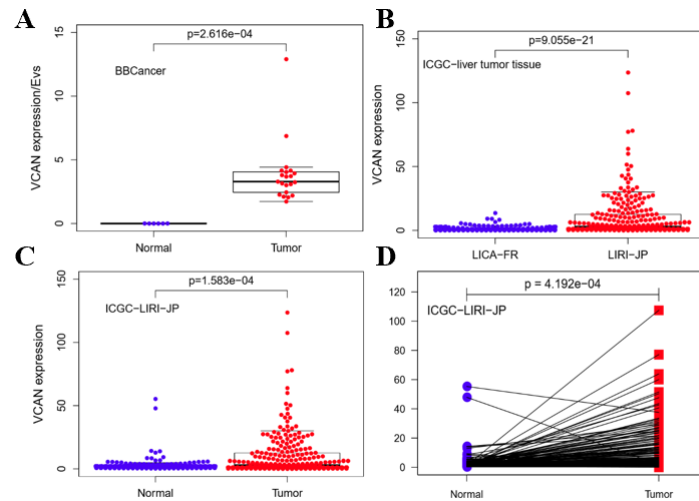 A
p=2.616e-04
BBCancer
VCAN expression/Evs
15
10
5
0
Normal
Tumor
B
p=9.055e-21
ICGC-liver tumor tissue
VCAN expression
150
100
50
0
LICA-FR
LIRI-JP
C
p=1.583e-04
ICGC-LIRI-JP
VCAN expression
150
100
50
0
Normal
Tumor
D
p = 4.192e-04
ICGC-LIRI-JP
120
100
80
60
40
20
0
Normal
Tumor